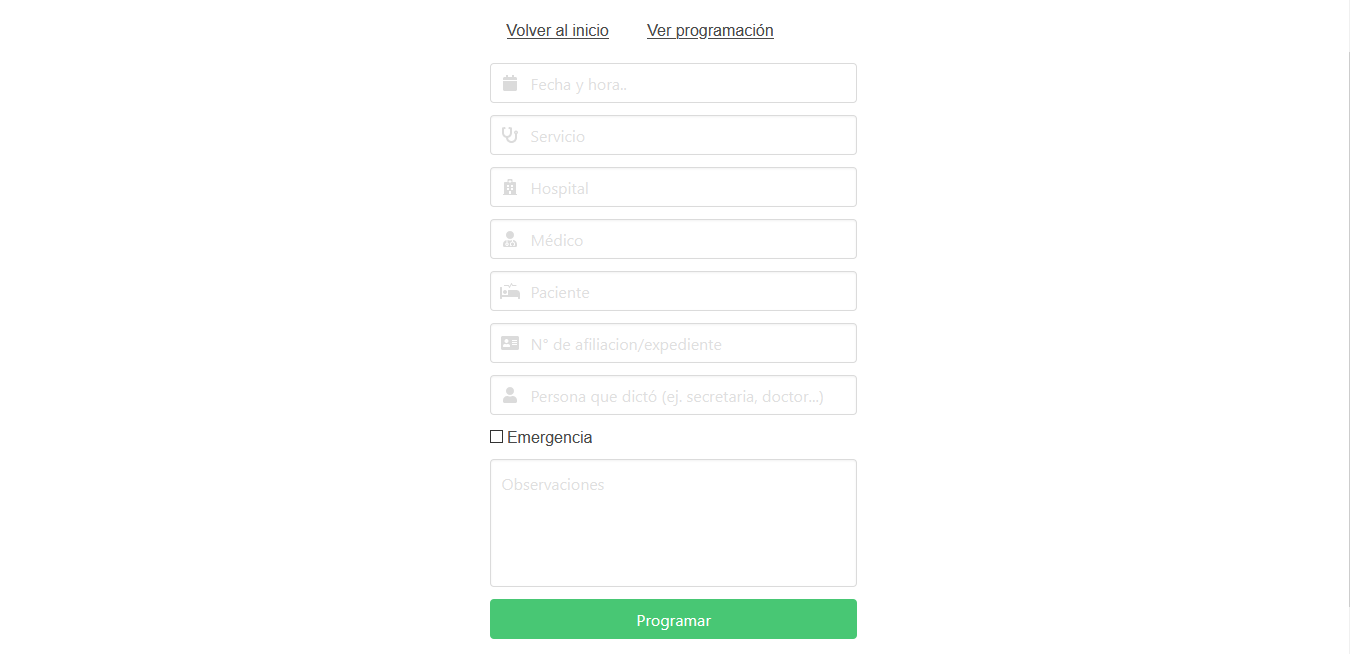 Volver al inicio Ver programación
Fecha y hora..
Servicio
Hospital
Médico
Paciente
N° de afiliacion/expediente
Persona que dictó (ej. secretaria, doctor...)
Emergencia
Observaciones
Programar